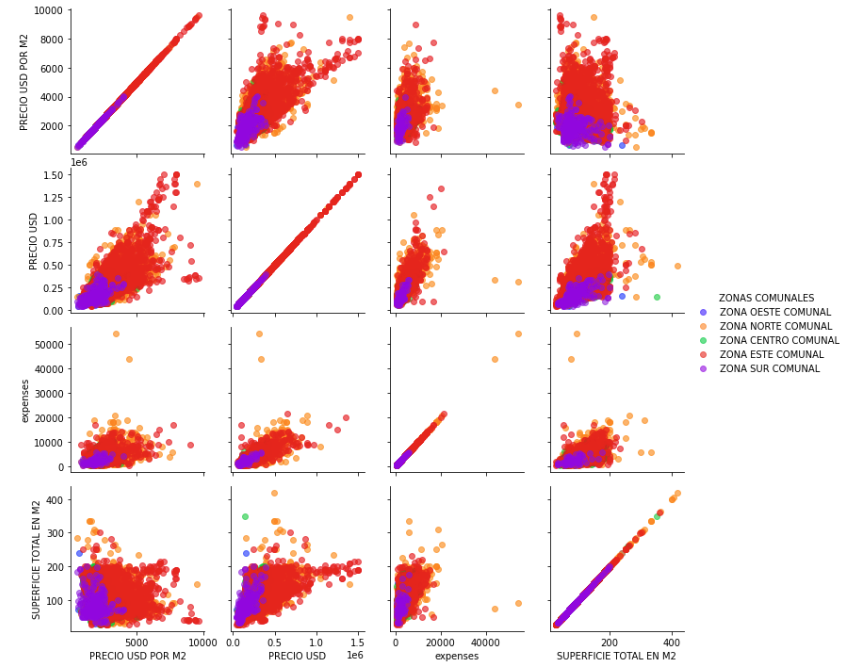 10000
8000
6000
4000
2000
PRECIO USD POR M2
1e6
1.50
1.25
1.00
0.75
0.50
0.25
0.00
PRECIO USD
ZONAS COMUNALES
ZONA OESTE COMUNAL
ZONA NORTE COMUNAL
ZONA CENTRO COMUNAL
ZONA ESTE COMUNAL
ZONA SUR COMUNAL
50000
40000
30000
20000
10000
0
expenses
400
300
200
100
SUPERFICIE TOTAL EN M2
5000 10000
PRECIO USD POR M2
0.0 0.5 1.0 1.5
1e6
PRECIO USD
0 20000 40000
expenses
200 400
SUPERFICIE TOTAL EN M2